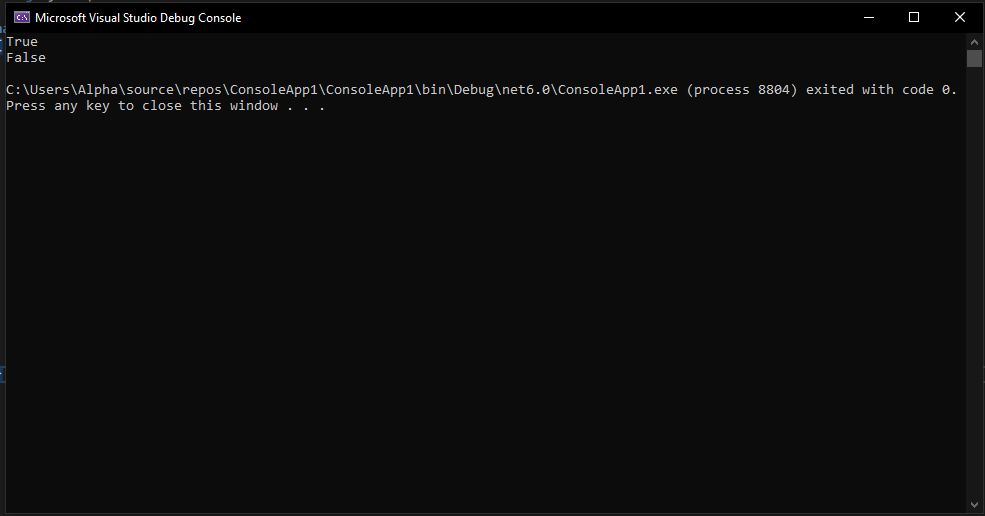 Microsoft Visual Studio Debug Console
True
False
C:\Users\Alpha\source\repos\ConsoleApp1\ConsoleApp1\bin\Debug\net6.0\ConsoleApp1.exe (process 8804) exited with code 0.
Press any key to close this window . . .